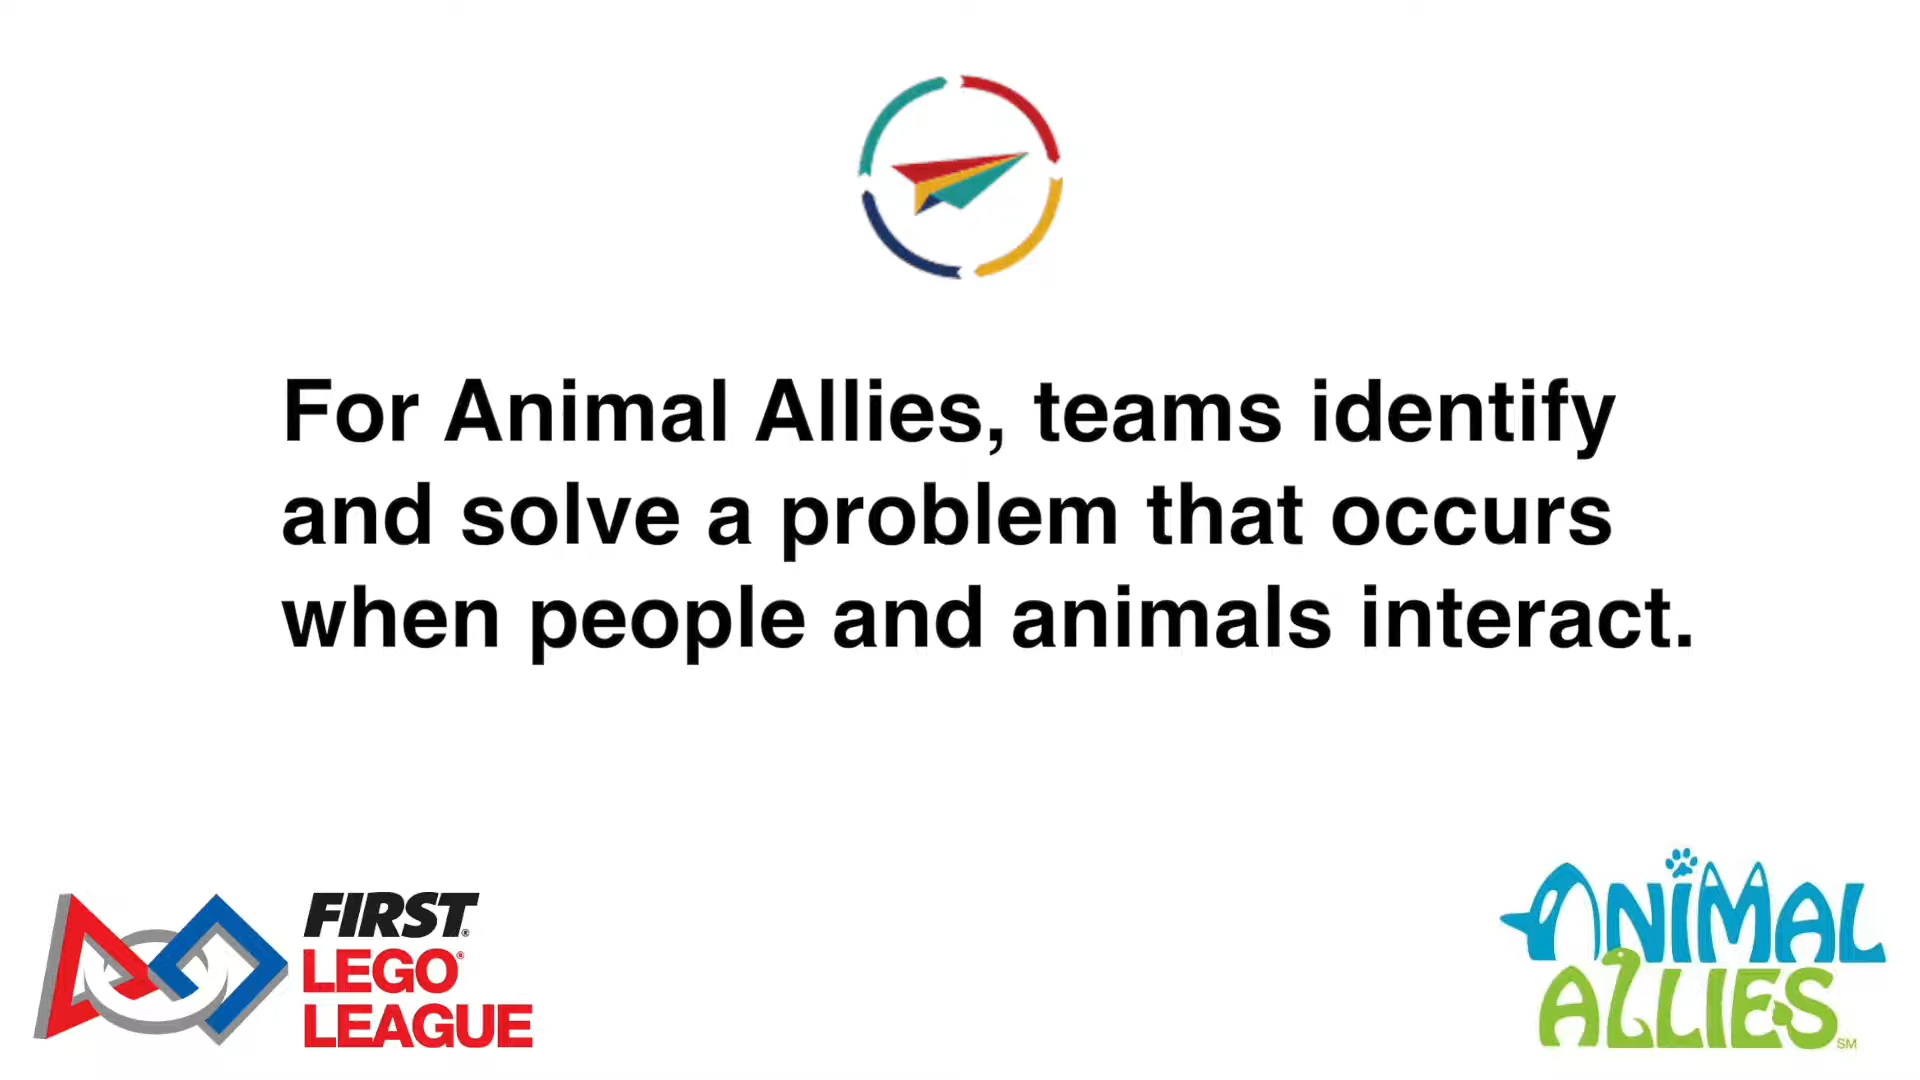 For Animal Allies, teams identify
and solve a problem that occurs
when people and animals interact.
FIRST®
LEGO®
LEAGUE
ANIMAL
ALLIES SM